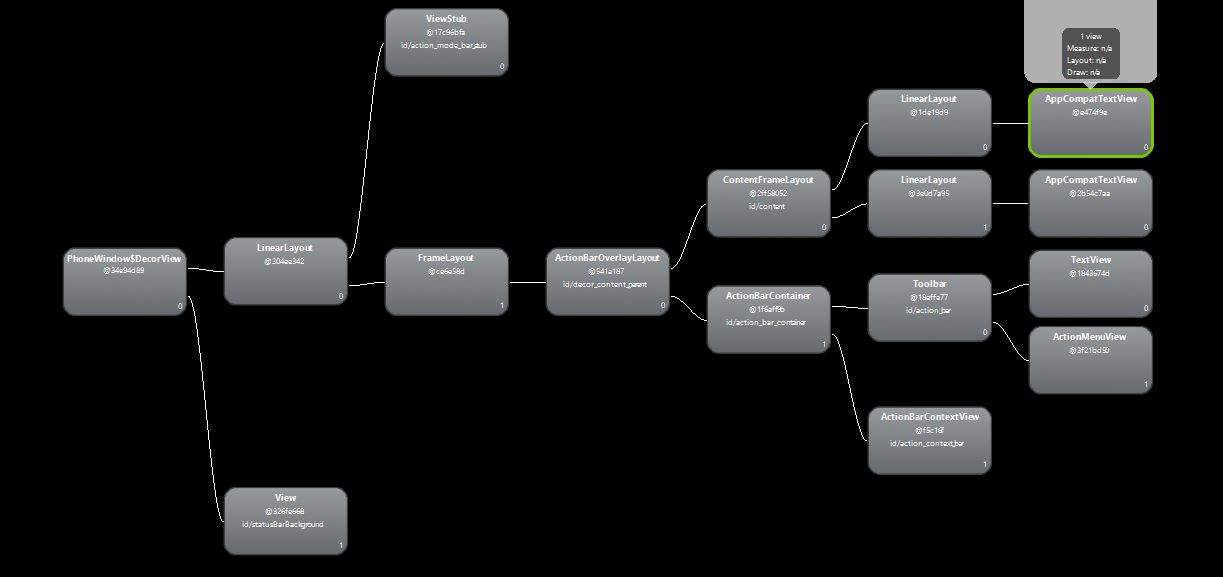 ViewStub
@17c96bfa
id/action_mode_bar_stub
0
1 view
Measure: n/a
Layout: n/a
Draw: n/a
LinearLayout
@1de19d9
0
AppCompatTextView
@e474f9e
0
ContentFrameLayout
@2ff58052
id/content
0
LinearLayout
@3e0d7a95
1
AppCompatTextView
@2b54c7aa
0
PhoneWindow$DecorView
@34e94d89
0
LinearLayout
@304ee342
0
FrameLayout
@ce6e58d
1
ActionBarOverlayLayout
@541a187
id/decor_content_parent
0
ActionBarContainer
@1f6aff9b
id/action_bar_container
1
Toolbar
@18effa77
id/action_bar
0
TextView
@1843674d
0
ActionMenuView
@3f21bd50
1
ActionBarContextView
@f5c16f
id/action_context_bar
1
View
@326fe668
id/statusBarBackground
1